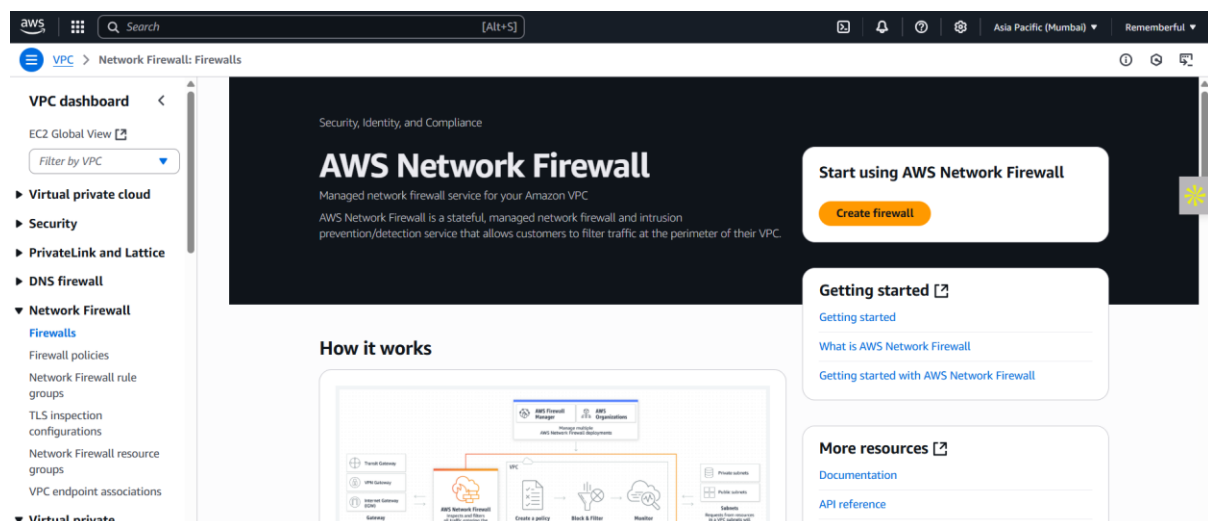 aws
Search [Alt+S]
Asia Pacific (Mumbai) ▼
Rememberful ▼
VPC > Network Firewall: Firewalls
VPC dashboard
EC2 Global View
Filter by VPC
Virtual private cloud
Security
PrivateLink and Lattice
DNS firewall
Network Firewall
Firewalls
Firewall policies
Network Firewall rule
groups
TLS inspection
configurations
Network Firewall resource
groups
VPC endpoint associations
Virtual private
Security, Identity, and Compliance
AWS Network Firewall
Managed network firewall service for your Amazon VPC
AWS Network Firewall is a stateful, managed network firewall and intrusion
prevention/detection service that allows customers to filter traffic at the perimeter of their VPC.
Start using AWS Network Firewall
Create firewall
Getting started
Getting started
What is AWS Network Firewall
Getting started with AWS Network Firewall
More resources
Documentation
API reference
How it works
AWS Firewall
Manager
AWS
Organizations
Manage multiple
AWS Network Firewall deployments
Transit Gateway
VPN Gateway
Internet Gateway
Gateway
AWS Network Firewall
VPC
Create a policy
Block & Filter
Monitor
Private subnets
Public subnets
Subnets